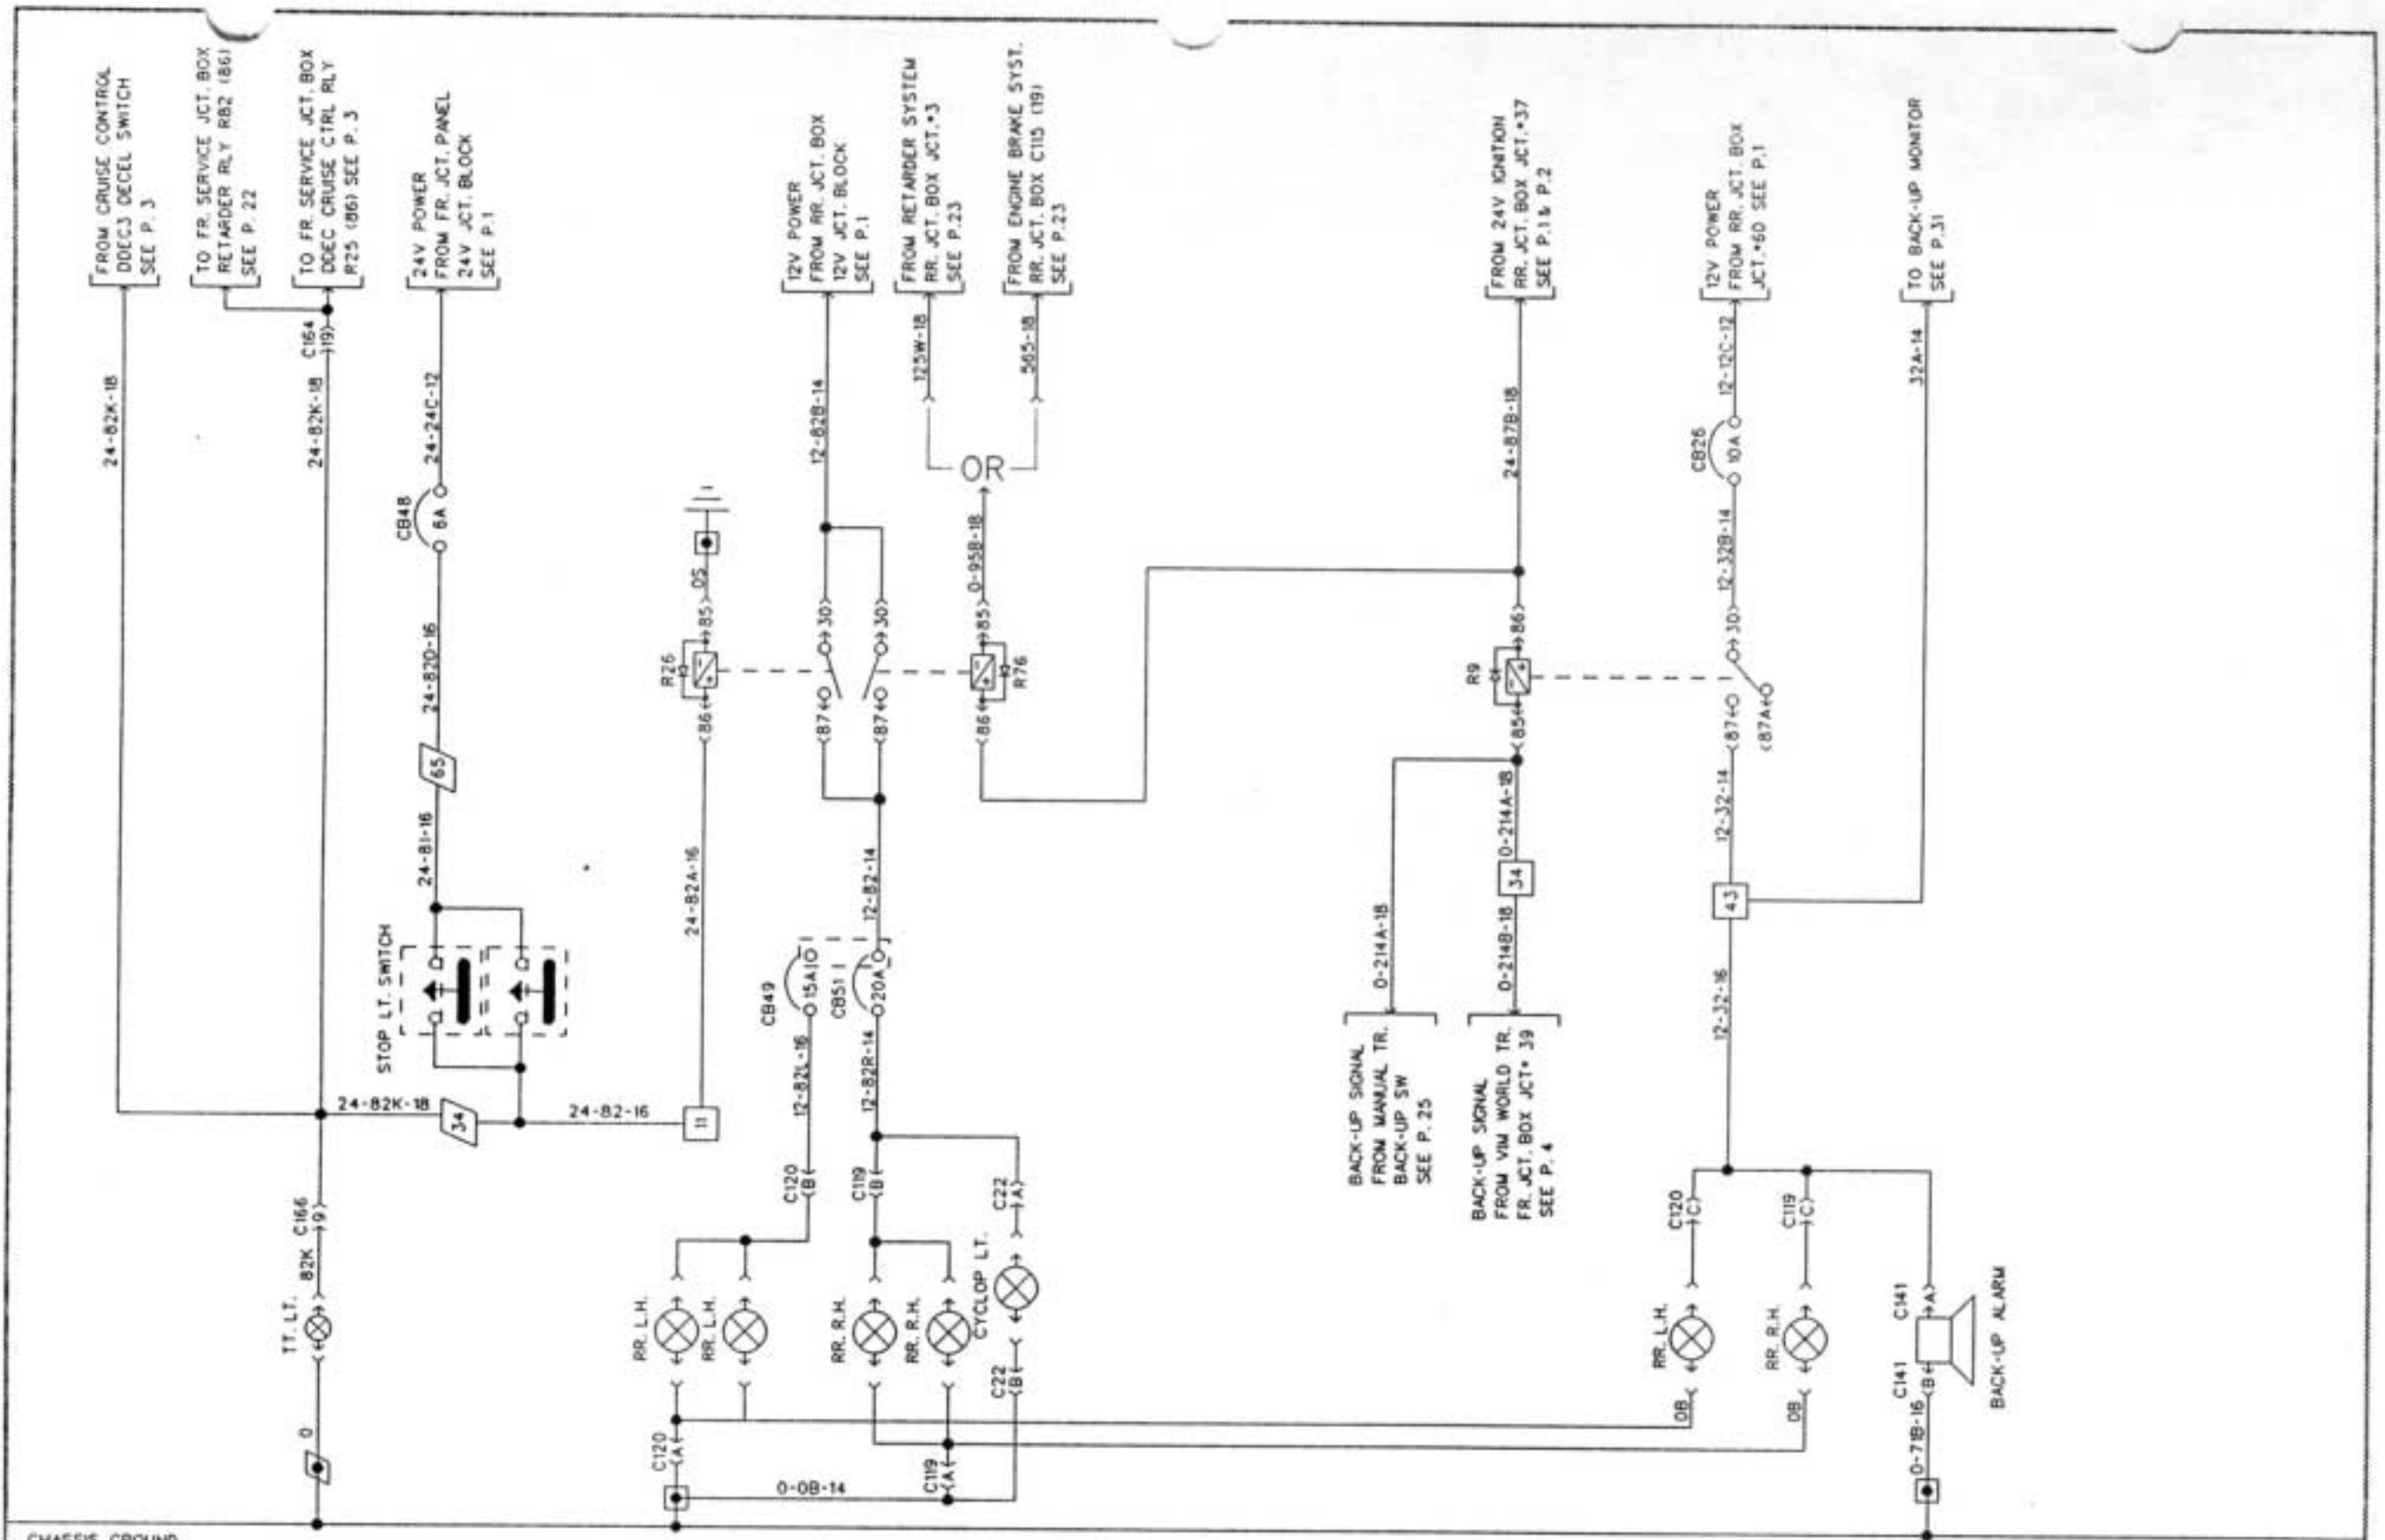 FROM CRUISE CONTROL
DDEC3 DECEL SWITCH
SEE P. 3
TO FR. SERVICE JCT. BOX
RETARDER RLY RB2 (86)
SEE P. 22
TO FR. SERVICE JCT. BOX
DDEC CRUISE CTRL RLY
R25 (86) SEE P. 3
24V POWER
FROM FR. JCT. PANEL
24V JCT. BLOCK
SEE P.1
12V POWER
FROM RR. JCT. BOX
12V JCT. BLOCK
SEE P.1
FROM RETARDER SYSTEM
RR. JCT. BOX JCT.*3
SEE P.23
FROM ENGINE BRAKE SYST.
RR. JCT. BOX C115 (19)
SEE P.23
FROM 24V IGNITION
RR. JCT. BOX JCT.*37
SEE P.1 & P.2
12V POWER
FROM RR. JCT. BOX
JCT.*60 SEE P.1
TO BACK-UP MONITOR
SEE P.31
24-82K-18
24-82K-18
C164
19
24-24C-12
CB48
6A
24-82D-16
65
24-81-16
STOP LT. SWITCH
24-82K-18
34
24-82-16
11
24-82A-16
R26
86
85
0S
12-82B-14
30
30
87
87
125W-18
565-18
OR
0-95B-18
85
R76
86
12-82-14
CB49
15A
CB51
20A
12-82L-16
12-82R-14
C120
B
C119
B
C22
A
24-87B-18
R9
86
85
0-214A-18
0-214A-18
34
0-214B-18
BACK-UP SIGNAL
FROM MANUAL TR.
BACK-UP SW
SEE P. 25
BACK-UP SIGNAL
FROM VIM WORLD TR.
FR. JCT. BOX JCT* 39
SEE P. 4
12-12C-12
CB26
10A
12-32B-14
30
87
87A
12-32-14
43
32A-14
12-32-16
C120
C
C119
C
TT. LT.
82K
C166
9
0
RR. L.H.
RR. L.H.
RR. R.H.
RR. R.H.
CYCLOP LT.
C22
B
C120
A
C119
A
0-0B-14
RR. L.H.
0B
RR. R.H.
0B
C141
A
C141
B
0-71B-16
BACK-UP ALARM
CHASSIS GROUND